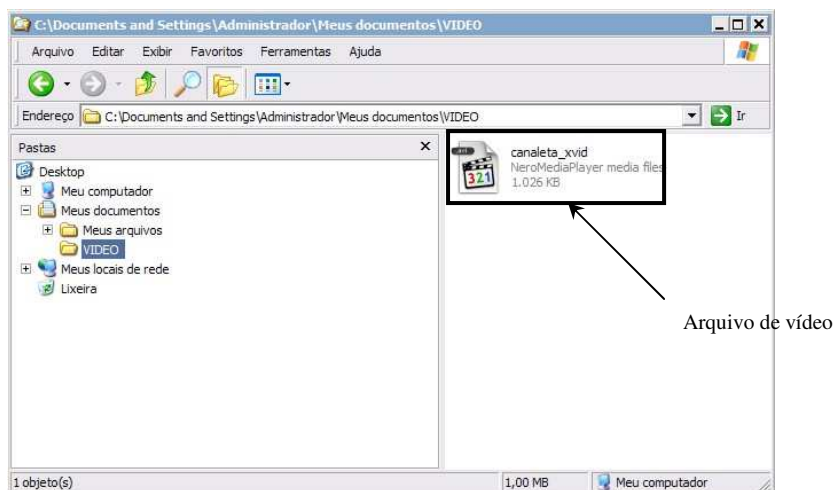 C:\Documents and Settings\Administrador\Meus documentos\VIDEO
Arquivo Editar Exibir Favoritos Ferramentas Ajuda
Endereço C:\Documents and Settings\Administrador\Meus documentos\VIDEO Ir
Pastas
Desktop
Meu computador
Meus documentos
Meus arquivos
VIDEO
Meus locais de rede
Lixeira
321
canaleta_xvid
NeroMediaPlayer media files
1.026 KB
Arquivo de vídeo
1 objeto(s) 1,00 MB Meu computador